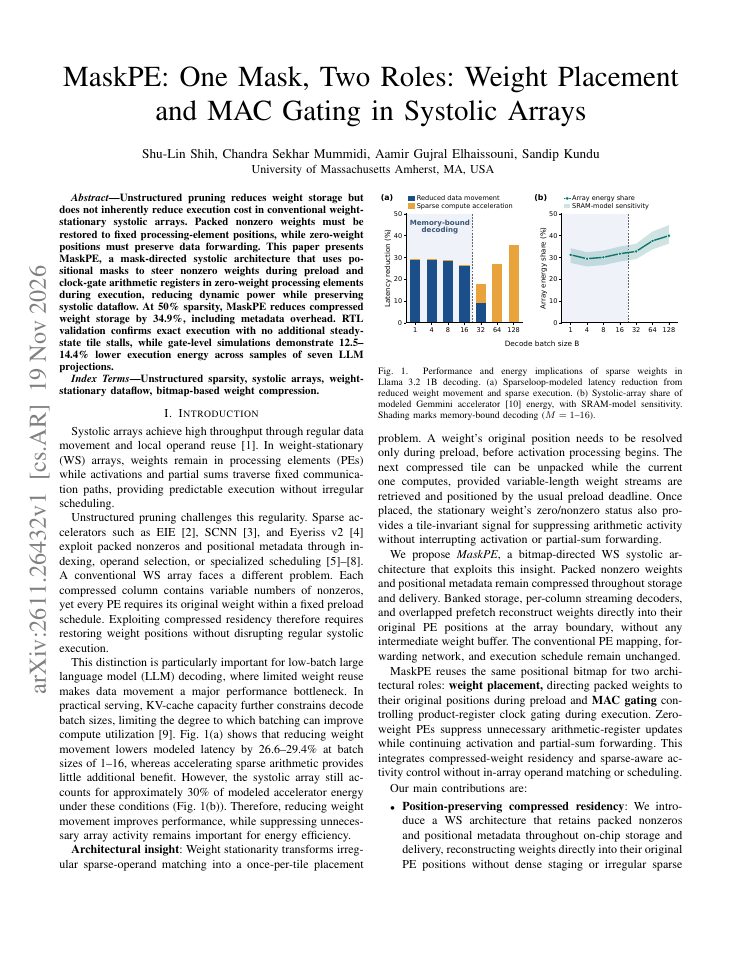 MaskPE: One Mask, Two Roles: Weight Placement
and MAC Gating in Systolic Arrays
Shu-Lin Shih, Chandra Sekhar Mummidi, Aamir Gujral Elhaissouni, Sandip Kundu
University of Massachusetts Amherst, MA, USA
arXiv:2611.26432v1 [cs.AR] 19 Nov 2026
Abstract—Unstructured pruning reduces weight storage but
does not inherently reduce execution cost in conventional weight-
stationary systolic arrays. Packed nonzero weights must be
restored to fixed processing-element positions, while zero-weight
positions must preserve data forwarding. This paper presents
MaskPE, a mask-directed systolic architecture that uses po-
sitional masks to steer nonzero weights during preload and
clock-gate arithmetic registers in zero-weight processing elements
during execution, reducing dynamic power while preserving
systolic dataflow. At 50% sparsity, MaskPE reduces compressed
weight storage by 34.9%, including metadata overhead. RTL
validation confirms exact execution with no additional steady-
state tile stalls, while gate-level simulations demonstrate 12.5–
14.4% lower execution energy across samples of seven LLM
projections.
Index Terms—Unstructured sparsity, systolic arrays, weight-
stationary dataflow, bitmap-based weight compression.
I. INTRODUCTION
Systolic arrays achieve high throughput through regular data
movement and local operand reuse [1]. In weight-stationary
(WS) arrays, weights remain in processing elements (PEs)
while activations and partial sums traverse fixed communica-
tion paths, providing predictable execution without irregular
scheduling.
Unstructured pruning challenges this regularity. Sparse ac-
celerators such as EIE [2], SCNN [3], and Eyeriss v2 [4]
exploit packed nonzeros and positional metadata through in-
dexing, operand selection, or specialized scheduling [5]–[8].
A conventional WS array faces a different problem. Each
compressed column contains variable numbers of nonzeros,
yet every PE requires its original weight within a fixed preload
schedule. Exploiting compressed residency therefore requires
restoring weight positions without disrupting regular systolic
execution.
This distinction is particularly important for low-batch large
language model (LLM) decoding, where limited weight reuse
makes data movement a major performance bottleneck. In
practical serving, KV-cache capacity further constrains decode
batch sizes, limiting the degree to which batching can improve
compute utilization [9]. Fig. 1(a) shows that reducing weight
movement lowers modeled latency by 26.6–29.4% at batch
sizes of 1–16, whereas accelerating sparse arithmetic provides
little additional benefit. However, the systolic array still ac-
counts for approximately 30% of modeled accelerator energy
under these conditions (Fig. 1(b)). Therefore, reducing weight
movement improves performance, while suppressing unneces-
sary array activity remains important for energy efficiency.
Architectural insight: Weight stationarity transforms irreg-
ular sparse-operand matching into a once-per-tile placement
(a)
Reduced data movement
Sparse compute acceleration
Memory-bound
decoding
Latency reduction (%)
50
40
30
20
10
0
1 4 8 16 32 64 128
(b)
Array energy share
SRAM-model sensitivity
Array energy share (%)
50
40
30
20
10
0
1 4 8 16 32 64 128
Decode batch size B
Fig. 1. Performance and energy implications of sparse weights in
Llama 3.2 1B decoding. (a) Sparseloop-modeled latency reduction from
reduced weight movement and sparse execution. (b) Systolic-array share of
modeled Gemmini accelerator [10] energy, with SRAM-model sensitivity.
Shading marks memory-bound decoding (M = 1–16).
problem. A weight's original position needs to be resolved
only during preload, before activation processing begins. The
next compressed tile can be unpacked while the current
one computes, provided variable-length weight streams are
retrieved and positioned by the usual preload deadline. Once
placed, the stationary weight's zero/nonzero status also pro-
vides a tile-invariant signal for suppressing arithmetic activity
without interrupting activation or partial-sum forwarding.
We propose MaskPE, a bitmap-directed WS systolic ar-
chitecture that exploits this insight. Packed nonzero weights
and positional metadata remain compressed throughout storage
and delivery. Banked storage, per-column streaming decoders,
and overlapped prefetch reconstruct weights directly into their
original PE positions at the array boundary, without any
intermediate weight buffer. The conventional PE mapping, for-
warding network, and execution schedule remain unchanged.
MaskPE reuses the same positional bitmap for two archi-
tectural roles: weight placement, directing packed weights to
their original positions during preload and MAC gating con-
trolling product-register clock gating during execution. Zero-
weight PEs suppress unnecessary arithmetic-register updates
while continuing activation and partial-sum forwarding. This
integrates compressed-weight residency and sparse-aware ac-
tivity control without in-array operand matching or scheduling.
Our main contributions are:
• Position-preserving compressed residency: We intro-
duce a WS architecture that retains packed nonzeros
and positional metadata throughout on-chip storage and
delivery, reconstructing weights directly into their original
PE positions without dense staging or irregular sparse